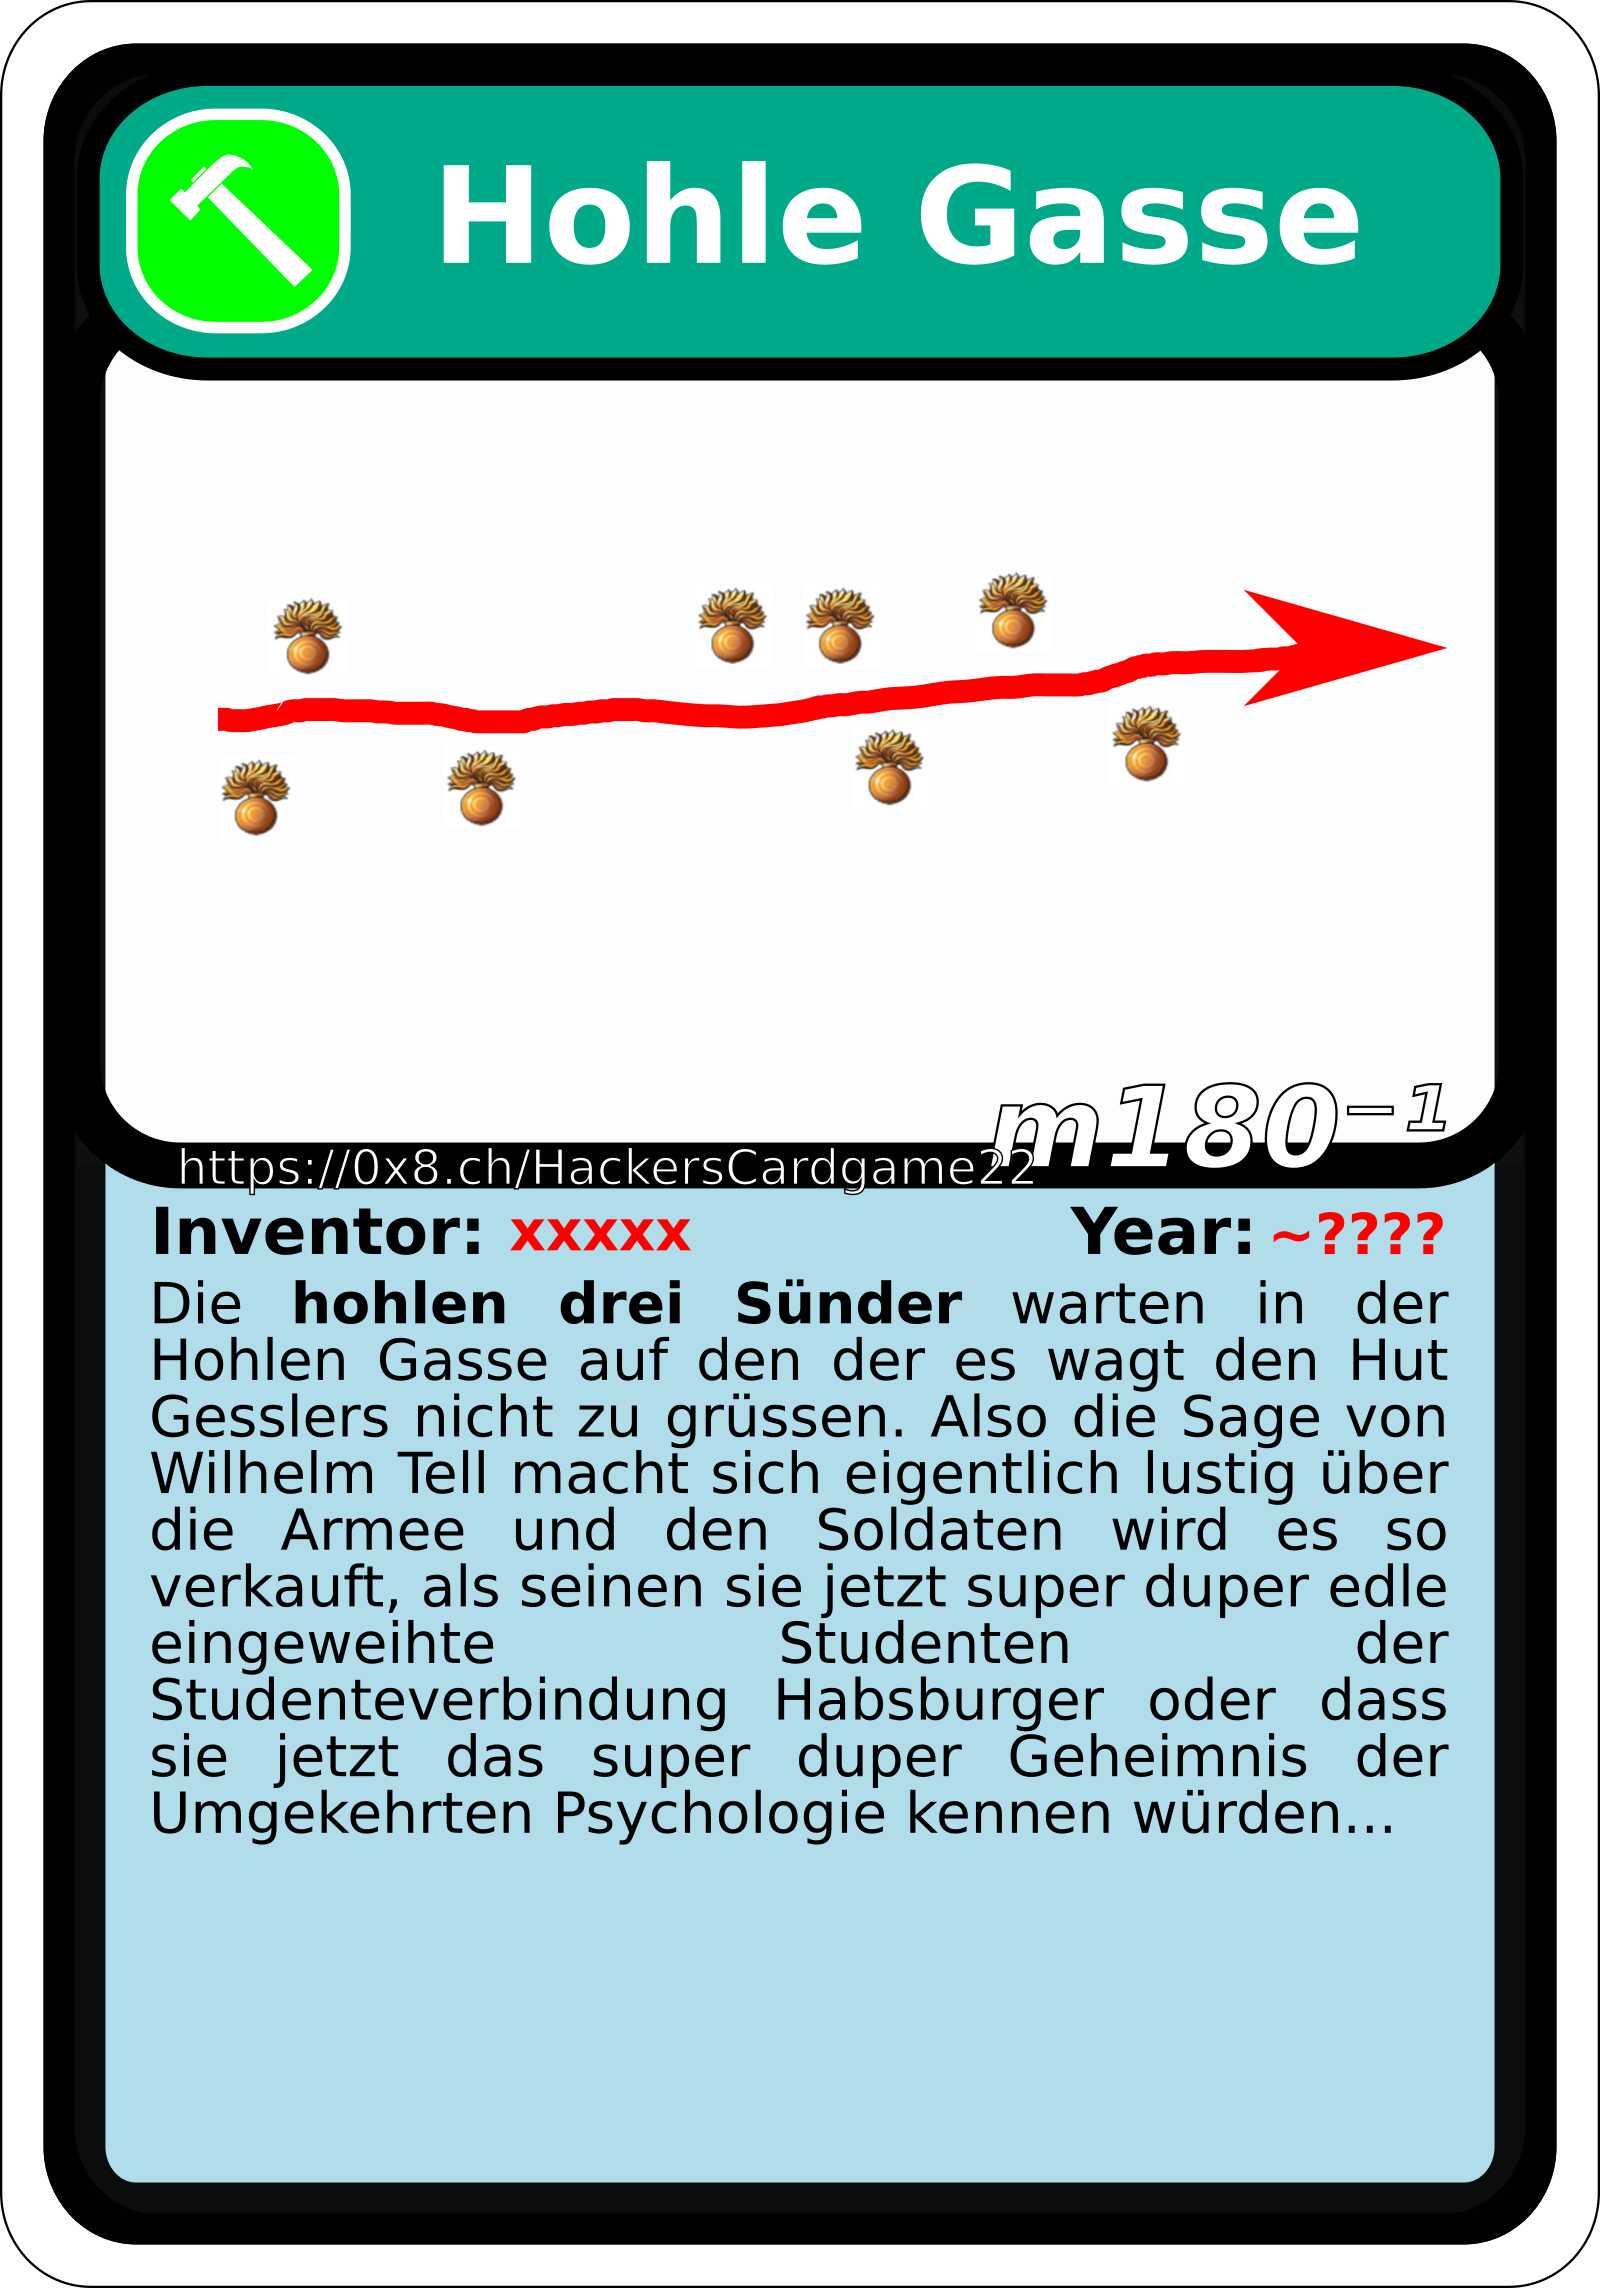 Hohle Gasse
m180⁻¹
https://0x8.ch/HackersCardgame22
Inventor: xxxxx Year: ~????
Die hohlen drei Sünder warten in der
Hohlen Gasse auf den der es wagt den Hut
Gesslers nicht zu grüssen. Also die Sage von
Wilhelm Tell macht sich eigentlich lustig über
die Armee und den Soldaten wird es so
verkauft, als seinen sie jetzt super duper edle
eingeweihte Studenten der
Studenteverbindung Habsburger oder dass
sie jetzt das super duper Geheimnis der
Umgekehrten Psychologie kennen würden...